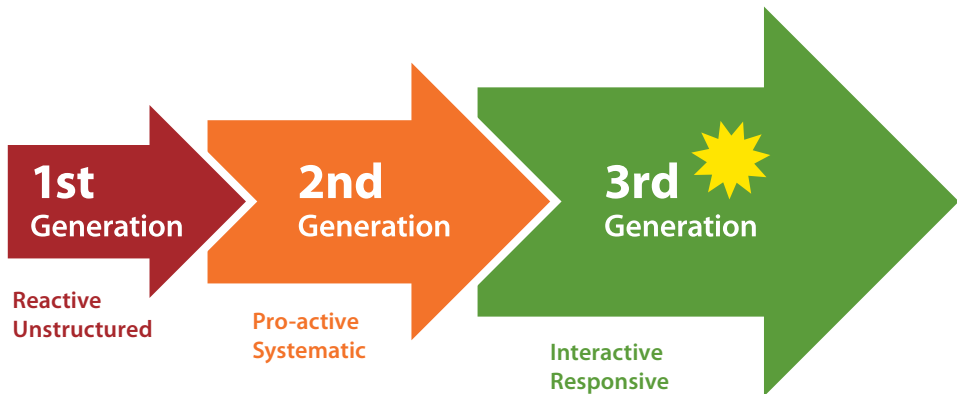 1st
Generation
Reactive
Unstructured
2nd
Generation
Pro-active
Systematic
3rd
Generation
Interactive
Responsive